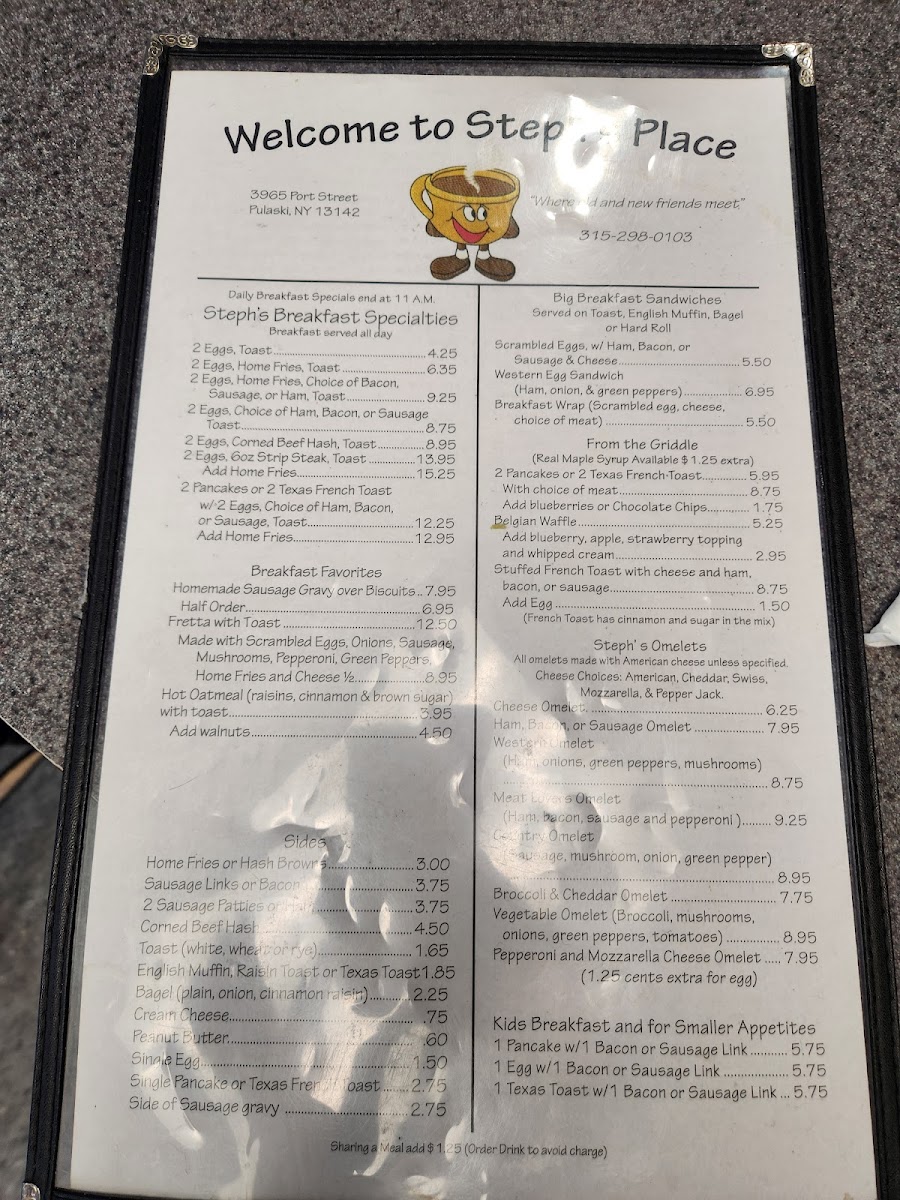 Welcome to Step Place
3965 Port Street
Pulaski, NY 13142
"Where old and new friends meet."
315-298-0103
Daily Breakfast Specials end at 11 A.M.
Steph's Breakfast Specialties
Breakfast served all day
2 Eggs, Toast 4.25
2 Eggs, Home Fries, Toast 6.35
2 Eggs, Home Fries, Choice of Bacon,
Sausage, or Ham, Toast 9.25
2 Eggs, Choice of Ham, Bacon, or Sausage
Toast 8.75
2 Eggs, Corned Beef Hash, Toast 8.95
2 Eggs, 6oz Strip Steak, Toast 13.95
Add Home Fries 15.25
2 Pancakes or 2 Texas French Toast
w/ 2 Eggs, Choice of Ham, Bacon,
or Sausage, Toast 12.25
Add Home Fries 12.95
Breakfast Favorites
Homemade Sausage Gravy over Biscuits 7.95
Half Order 6.95
Fretta with Toast 12.50
Made with Scrambled Eggs, Onions, Sausage,
Mushrooms, Pepperoni, Green Peppers,
Home Fries and Cheese ½ 8.95
Hot Oatmeal (raisins, cinnamon & brown sugar)
with toast 3.95
Add walnuts 4.50
Sides
Home Fries or Hash Browns 3.00
Sausage Links or Bacon 3.75
2 Sausage Patties or 3.75
Corned Beef Hash 4.50
Toast (white, wheat or rye) 1.65
English Muffin, Raisin Toast or Texas Toast 1.85
Bagel (plain, onion, cinnamon raisin) 2.25
Cream Cheese .75
Peanut Butter .60
Single Egg 1.50
Single Pancake or Texas French Toast 2.75
Side of Sausage gravy 2.75
Big Breakfast Sandwiches
Served on Toast, English Muffin, Bagel
or Hard Roll
Scrambled Eggs, w/ Ham, Bacon, or
Sausage & Cheese 5.50
Western Egg Sandwich
(Ham, onion, & green peppers) 6.95
Breakfast Wrap (Scrambled egg, cheese,
choice of meat) 5.50
From the Griddle
(Real Maple Syrup Available $ 1.25 extra)
2 Pancakes or 2 Texas French Toast 5.95
With choice of meat 8.75
Add blueberries or Chocolate Chips 1.75
Belgian Waffle 5.25
Add blueberry, apple, strawberry topping
and whipped cream 2.95
Stuffed French Toast with cheese and ham,
bacon, or sausage 8.75
Add Egg 1.50
(French Toast has cinnamon and sugar in the mix)
Steph's Omelets
All omelets made with American cheese unless specified.
Cheese Choices: American, Cheddar, Swiss,
Mozzarella, & Pepper Jack.
Cheese Omelet 6.25
Ham, Bacon, or Sausage Omelet 7.95
Western Omelet
(Ham, onions, green peppers, mushrooms)
8.75
Meat Lovers Omelet
(Ham, bacon, sausage and pepperoni ) 9.25
Country Omelet
(Sausage, mushroom, onion, green pepper)
8.95
Broccoli & Cheddar Omelet 7.75
Vegetable Omelet (Broccoli, mushrooms,
onions, green peppers, tomatoes) 8.95
Pepperoni and Mozzarella Cheese Omelet 7.95
(1.25 cents extra for egg)
Kids Breakfast and for Smaller Appetites
1 Pancake w/1 Bacon or Sausage Link 5.75
1 Egg w/1 Bacon or Sausage Link 5.75
1 Texas Toast w/1 Bacon or Sausage Link 5.75
Sharing a Meal add $ 1.25 (Order Drink to avoid charge)